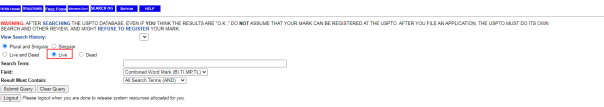 STRUCTURED FREE FORM SEARCH OG BOTTOM HELP
WARNING: AFTER SEARCHING THE USPTO DATABASE, EVEN IF YOU THINK THE RESULTS ARE "O.K.," DO NOT ASSUME THAT YOUR MARK CAN BE REGISTERED AT THE USPTO. AFTER YOU FILE AN APPLICATION, THE USPTO MUST DO ITS OWN
SEARCH AND OTHER REVIEW, AND MIGHT REFUSE TO REGISTER YOUR MARK.
View Search History:
Plural and Singular Singular
Live and Dead Live Dead
Search Term:
Field: Combined Word Mark (BI,TI,MP,TL)
Result Must Contain: All Search Terms (AND)
Submit Query Clear Query
Logout Please logout when you are done to release system resources allocated for you.